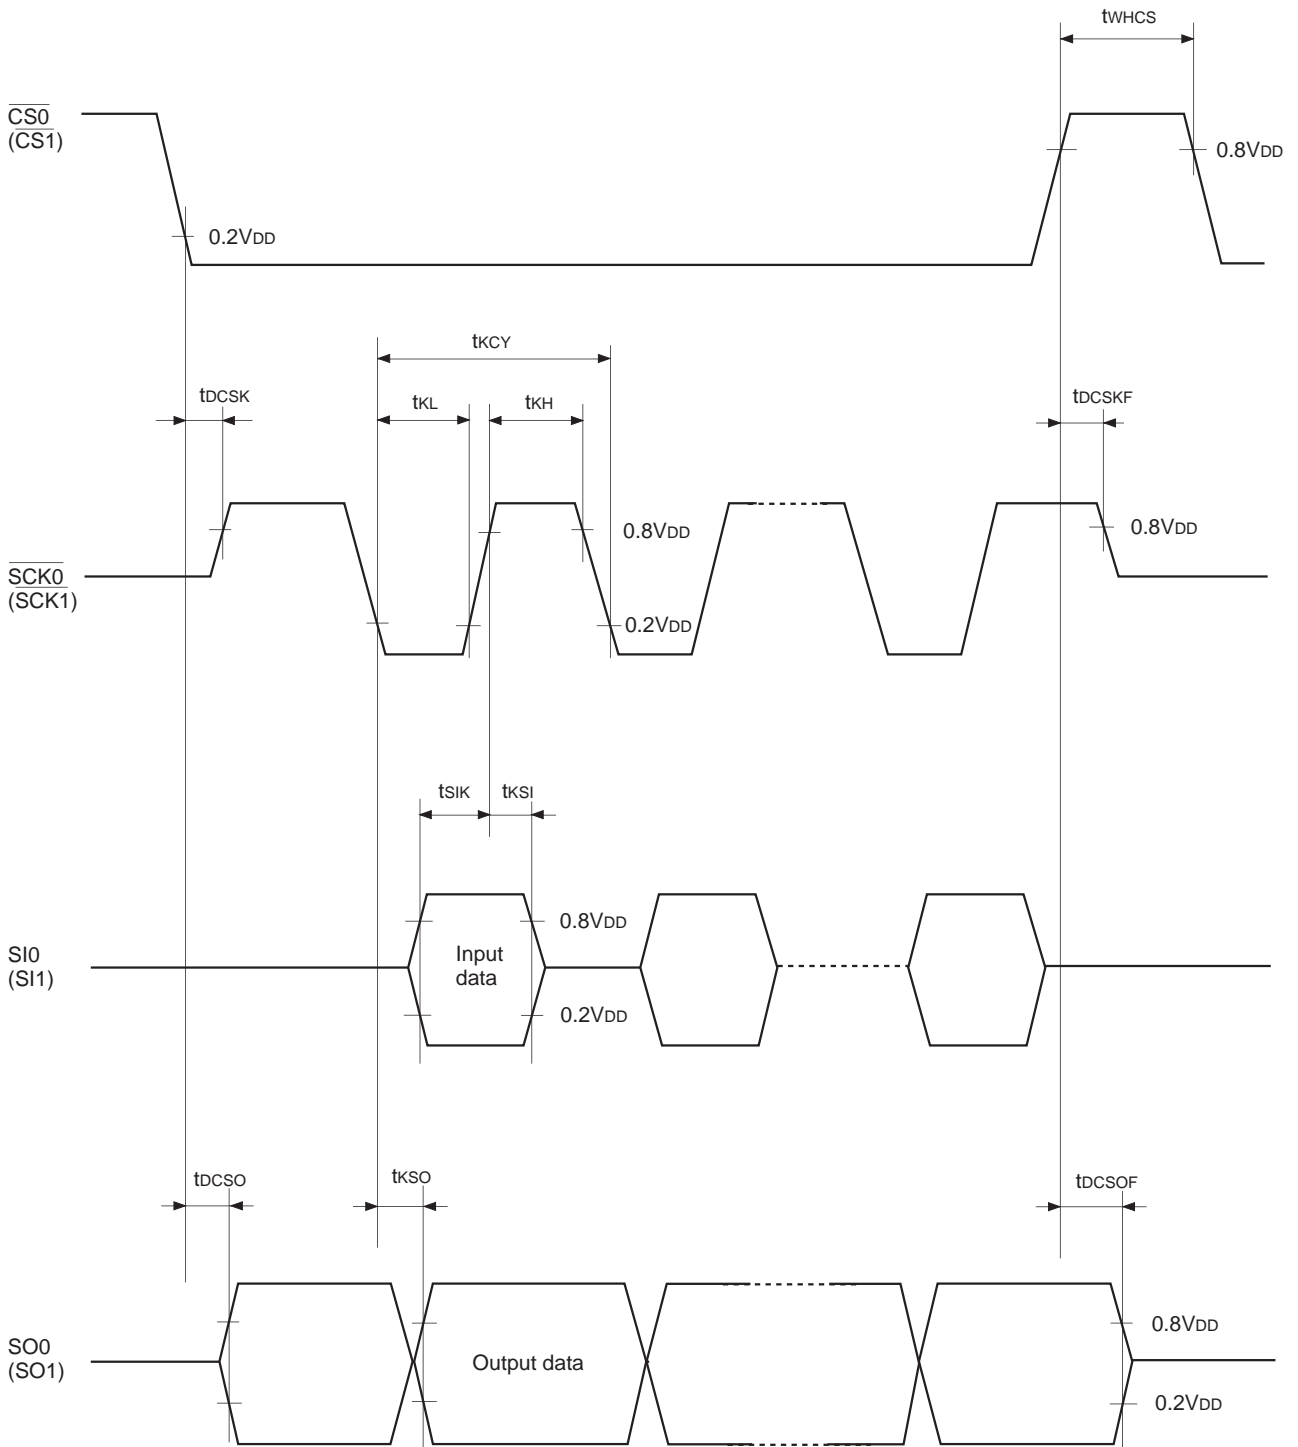 tWHCS
CS0
(CS1)
0.8VDD
0.2VDD
tKCY
tDCSK
tKL
tKH
tDCSKF
0.8VDD
0.8VDD
SCK0
(SCK1)
0.2VDD
tSIK
tKSI
0.8VDD
SI0
(SI1)
Input
data
0.2VDD
tDCSO
tKSO
tDCSOF
0.8VDD
SO0
(SO1)
Output data
0.2VDD